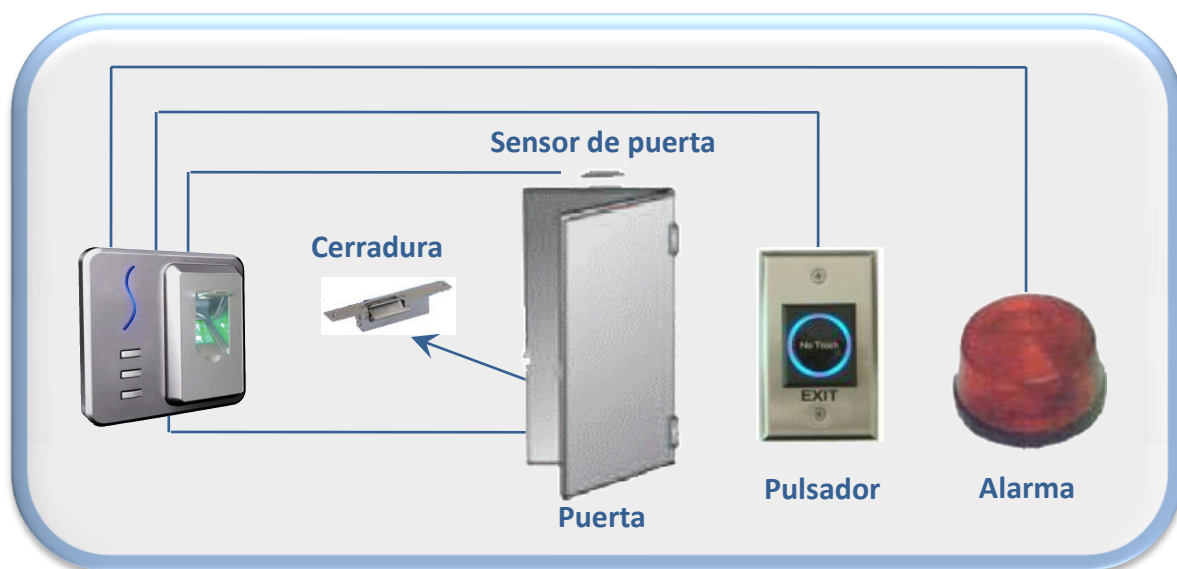 Sensor de puerta
Cerradura
No Touch
EXIT
Pulsador
Alarma
Puerta